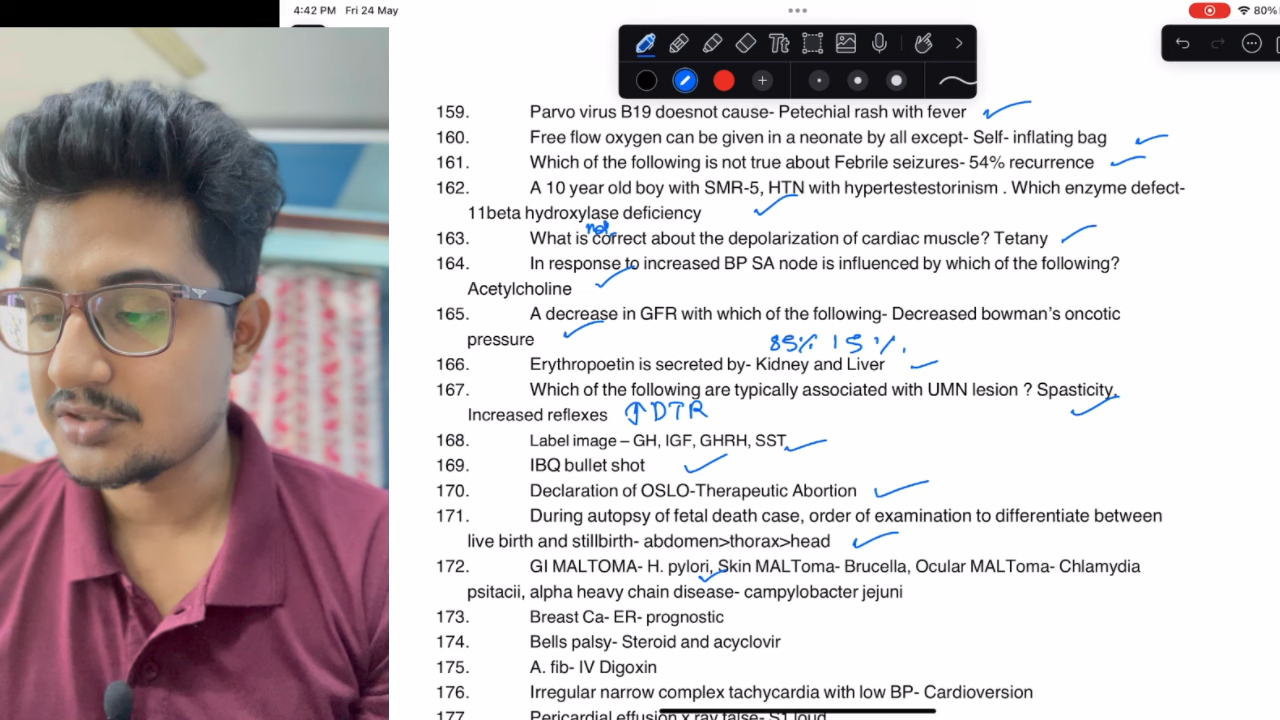 4:42 PM Fri 24 May
80%
Tt
159. Parvo virus B19 doesnot cause- Petechial rash with fever
160. Free flow oxygen can be given in a neonate by all except- Self- inflating bag
161. Which of the following is not true about Febrile seizures- 54% recurrence
162. A 10 year old boy with SMR-5, HTN with hypertestestorinism . Which enzyme defect-
11beta hydroxylase deficiency
not
163. What is correct about the depolarization of cardiac muscle? Tetany
164. In response to increased BP SA node is influenced by which of the following?
Acetylcholine
165. A decrease in GFR with which of the following- Decreased bowman's oncotic
pressure
85% 15%.
166. Erythropoetin is secreted by- Kidney and Liver
167. Which of the following are typically associated with UMN lesion ? Spasticity,
Increased reflexes ↑DTR
168. Label image – GH, IGF, GHRH, SST
169. IBQ bullet shot
170. Declaration of OSLO-Therapeutic Abortion
171. During autopsy of fetal death case, order of examination to differentiate between
live birth and stillbirth- abdomen>thorax>head
172. GI MALTOMA- H. pylori, Skin MALToma- Brucella, Ocular MALToma- Chlamydia
psitacii, alpha heavy chain disease- campylobacter jejuni
173. Breast Ca- ER- prognostic
174. Bells palsy- Steroid and acyclovir
175. A. fib- IV Digoxin
176. Irregular narrow complex tachycardia with low BP- Cardioversion
177. Pericardial effusion x ray false- S1 loud